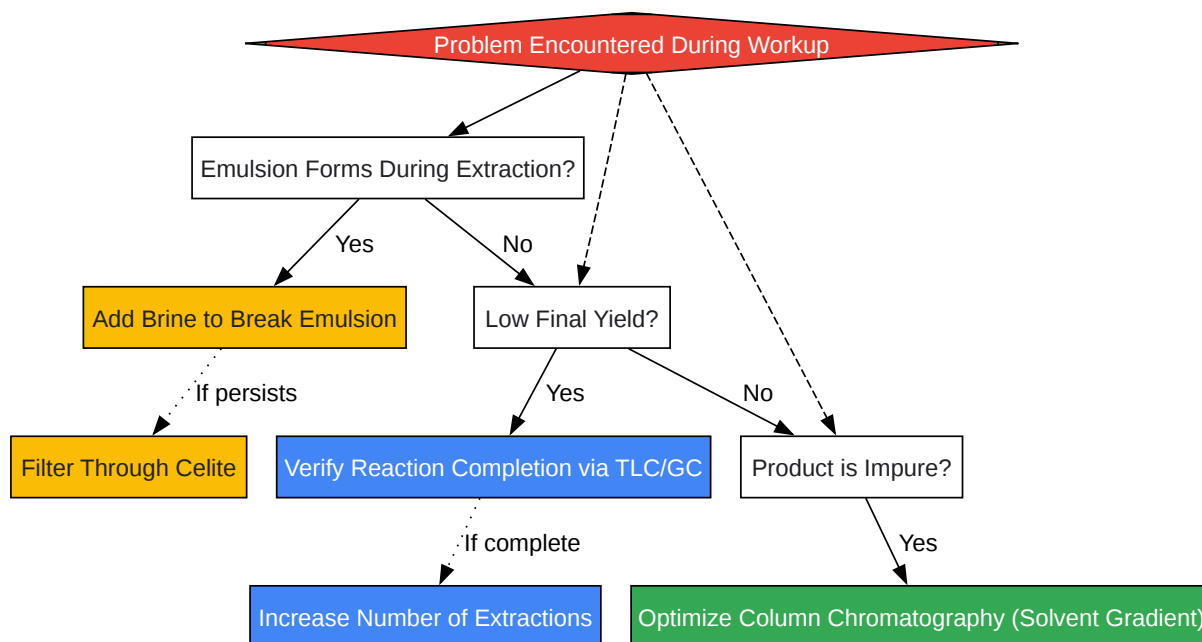 Problem Encountered During Workup
Emulsion Forms During Extraction?
Yes
No
Add Brine to Break Emulsion
Low Final Yield?
If persists
Yes
No
Filter Through Celite
Verify Reaction Completion via TLC/GC
Product is Impure?
If complete
Yes
Increase Number of Extractions
Optimize Column Chromatography (Solvent Gradient)